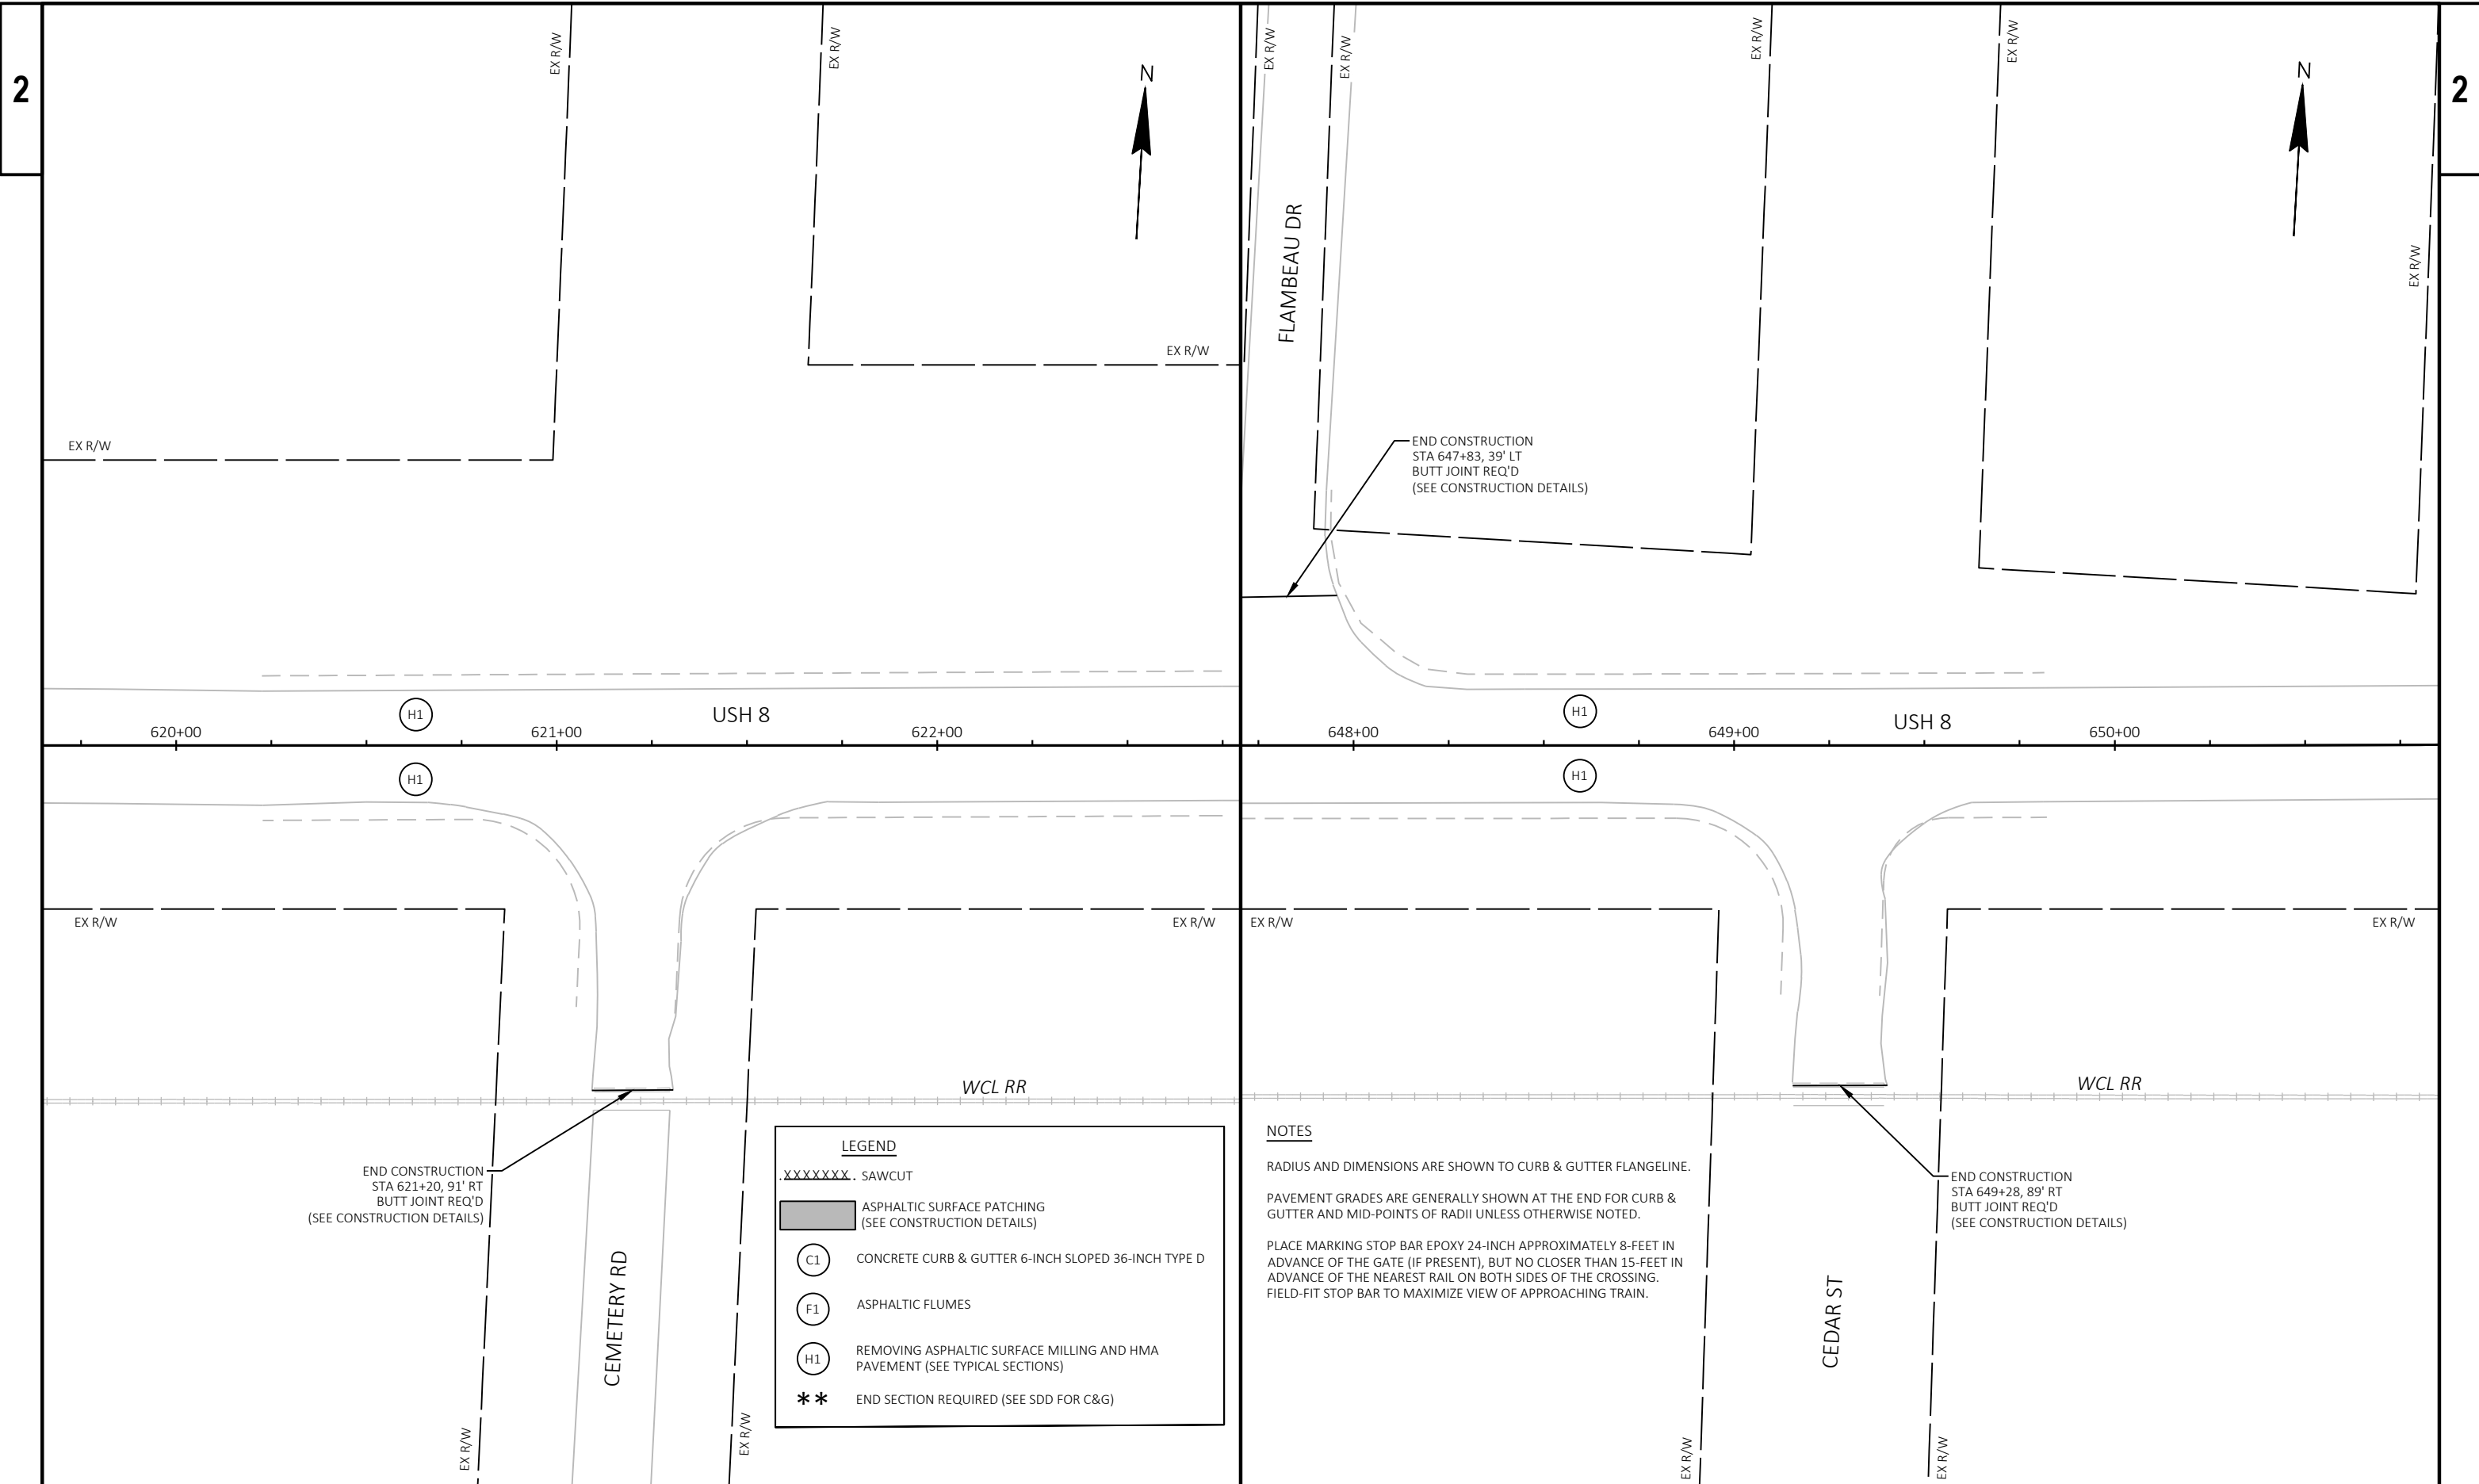 2
2
EX R/W
EX R/W
N
EX R/W
EX R/W
EX R/W
EX R/W
N
EX R/W
FLAMBEAU DR
EX R/W
EX R/W
END CONSTRUCTION
STA 647+83, 39' LT
BUTT JOINT REQ'D
(SEE CONSTRUCTION DETAILS)
H1
USH 8
620+00
621+00
622+00
H1
H1
USH 8
648+00
649+00
650+00
H1
EX R/W
EX R/W
EX R/W
EX R/W
WCL RR
WCL RR
END CONSTRUCTION
STA 621+20, 91' RT
BUTT JOINT REQ'D
(SEE CONSTRUCTION DETAILS)
CEMETERY RD
EX R/W
EX R/W
LEGEND
XXXXXXX SAWCUT
ASPHALTIC SURFACE PATCHING
(SEE CONSTRUCTION DETAILS)
C1 CONCRETE CURB & GUTTER 6-INCH SLOPED 36-INCH TYPE D
F1 ASPHALTIC FLUMES
H1 REMOVING ASPHALTIC SURFACE MILLING AND HMA
PAVEMENT (SEE TYPICAL SECTIONS)
** END SECTION REQUIRED (SEE SDD FOR C&G)
NOTES
RADIUS AND DIMENSIONS ARE SHOWN TO CURB & GUTTER FLANGELINE.
PAVEMENT GRADES ARE GENERALLY SHOWN AT THE END FOR CURB &
GUTTER AND MID-POINTS OF RADII UNLESS OTHERWISE NOTED.
PLACE MARKING STOP BAR EPOXY 24-INCH APPROXIMATELY 8-FEET IN
ADVANCE OF THE GATE (IF PRESENT), BUT NO CLOSER THAN 15-FEET IN
ADVANCE OF THE NEAREST RAIL ON BOTH SIDES OF THE CROSSING.
FIELD-FIT STOP BAR TO MAXIMIZE VIEW OF APPROACHING TRAIN.
END CONSTRUCTION
STA 649+28, 89' RT
BUTT JOINT REQ'D
(SEE CONSTRUCTION DETAILS)
CEDAR ST
EX R/W
EX R/W